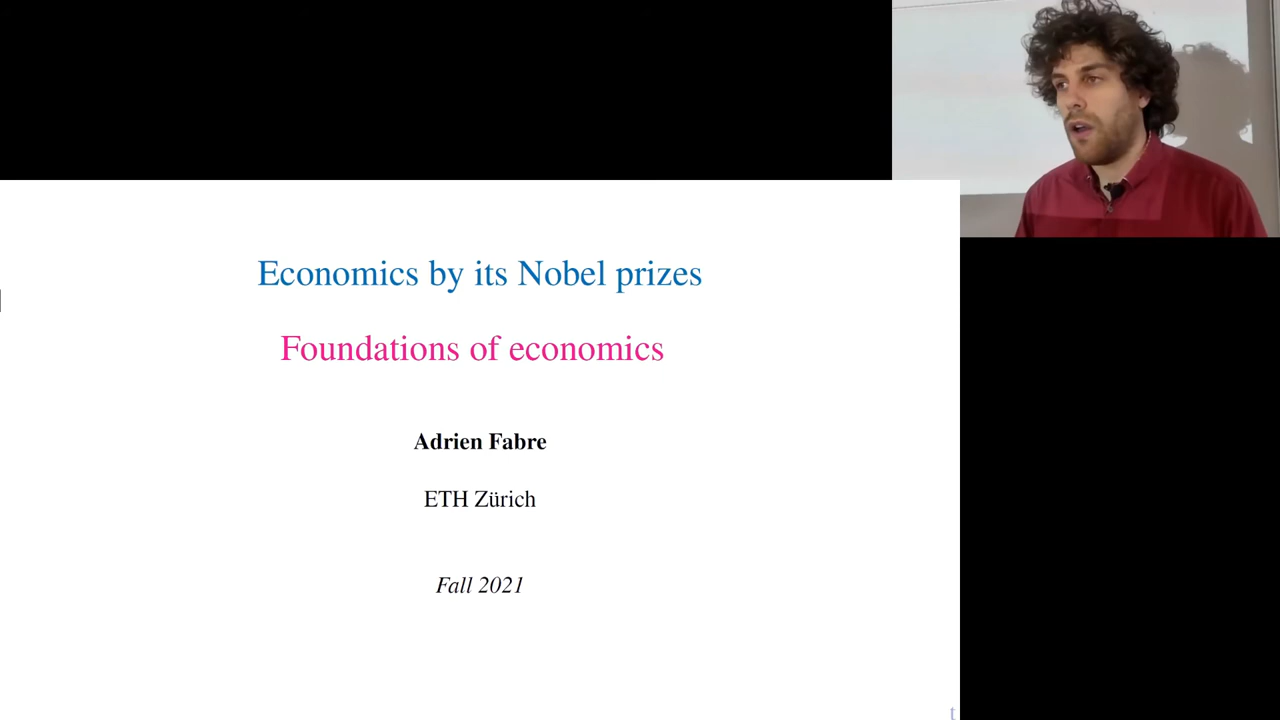 Economics by its Nobel prizes
Foundations of economics
Adrien Fabre
ETH Zürich
Fall 2021
t